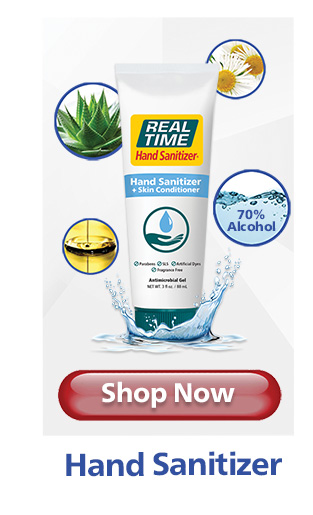 REAL
TIME
Hand Sanitizer
Hand Sanitizer
+ Skin Conditioner
70%
Alcohol
Parabens SLS Artificial Dyes
Fragrance Free
Antimicrobial Gel
NET WT. 3 fl oz. / 88 mL
Shop Now
Hand Sanitizer